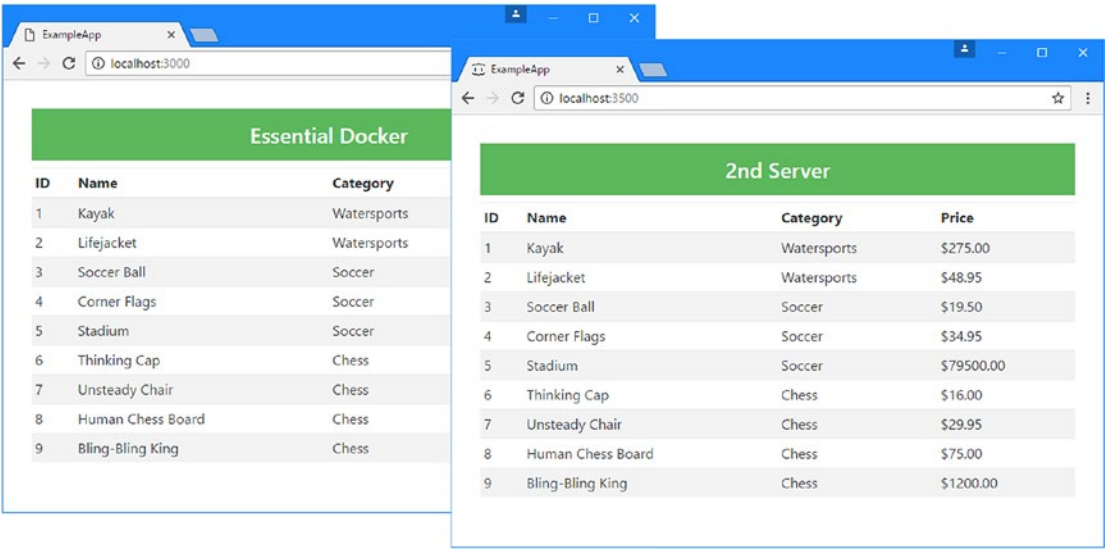 ExampleApp
localhost:3000
Essential Docker
ID Name Category
1 Kayak Watersports
2 Lifejacket Watersports
3 Soccer Ball Soccer
4 Corner Flags Soccer
5 Stadium Soccer
6 Thinking Cap Chess
7 Unsteady Chair Chess
8 Human Chess Board Chess
9 Bling-Bling King Chess
ExampleApp
localhost:3500
2nd Server
ID Name Category Price
1 Kayak Watersports $275.00
2 Lifejacket Watersports $48.95
3 Soccer Ball Soccer $19.50
4 Corner Flags Soccer $34.95
5 Stadium Soccer $79500.00
6 Thinking Cap Chess $16.00
7 Unsteady Chair Chess $29.95
8 Human Chess Board Chess $75.00
9 Bling-Bling King Chess $1200.00